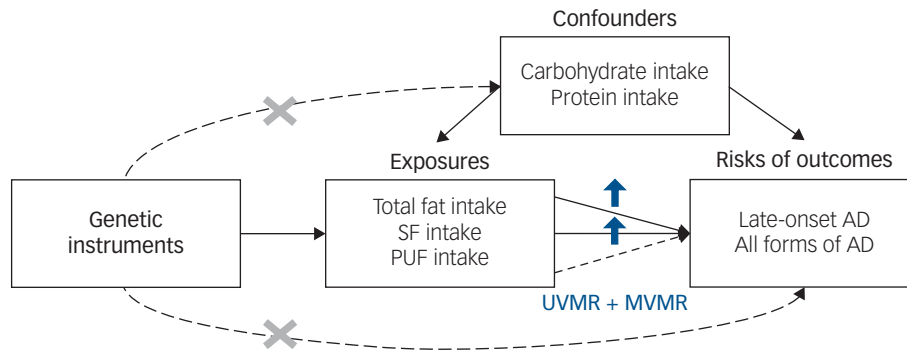 Confounders
Carbohydrate intake
Protein intake
Exposures
Risks of outcomes
Genetic
instruments
Total fat intake
SF intake
PUF intake
Late-onset AD
All forms of AD
UVMR + MVMR